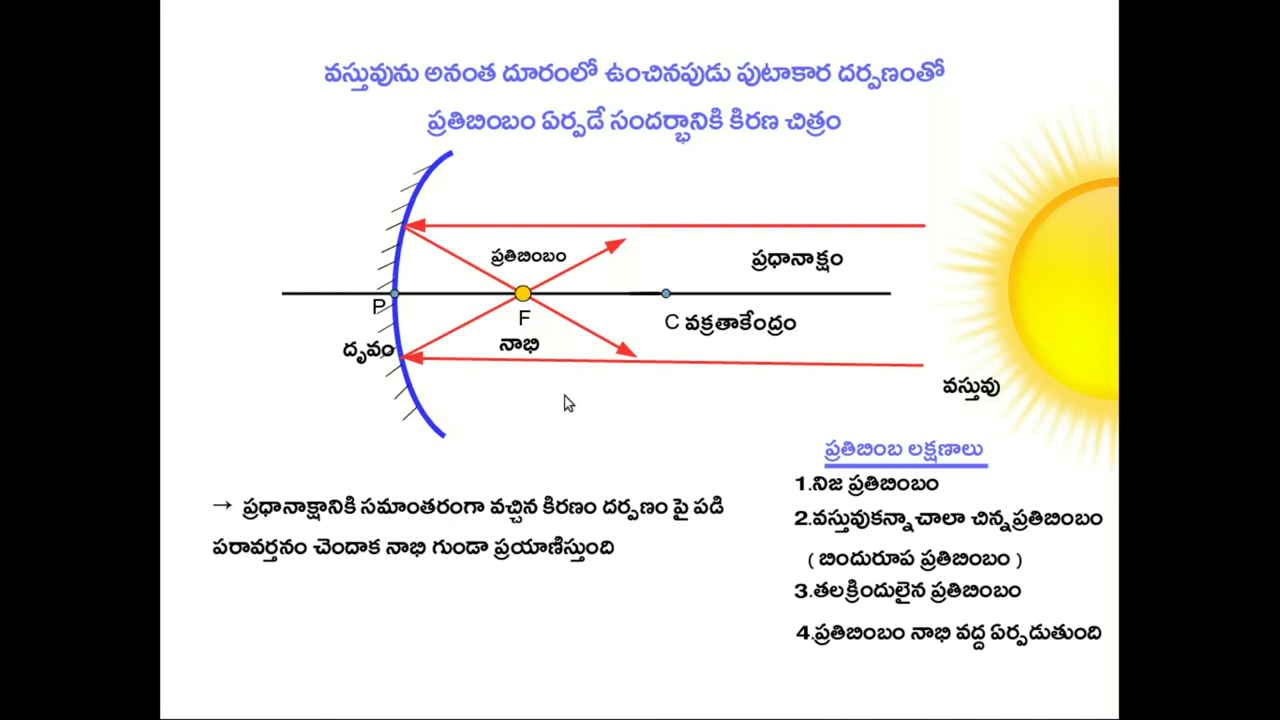 వస్తువును అనంత దూరంలో ఉంచినపుడు పుటాకార దర్పణంతో
ప్రతిబింబం ఏర్పడే సందర్భానికి కిరణ చిత్రం
ప్రతిబింబం
ప్రధానాక్షం
P
F
C వక్రతాకేంద్రం
దృవం
నాభి
వస్తువు
ప్రతిబింబ లక్షణాలు
1.నిజ ప్రతిబింబం
2.వస్తువుకన్నాచాలా చిన్నప్రతిబింబం
( బిందురూప ప్రతిబింబం )
3.తలక్రిందులైన ప్రతిబింబం
4.ప్రతిబింబం నాభి వద్ద ఏర్పడుతుంది
→ ప్రధానాక్షానికి సమాంతరంగా వచ్చిన కిరణం దర్పణం పై పడి
పరావర్తనం చెందాక నాభి గుండా ప్రయాణిస్తుంది